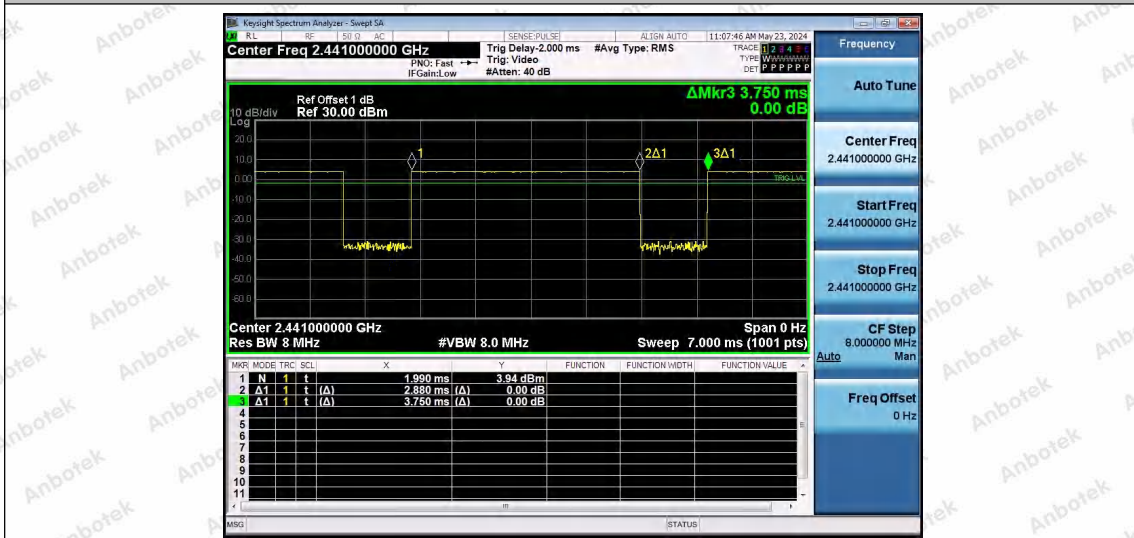 Keysight Spectrum Analyzer - Swept SA
RL RF 50 Ω AC SENSE:PULSE ALIGN AUTO 11:07:46 AM May 23, 2024
Center Freq 2.441000000 GHz
PNO: Fast
IFGain:Low
Trig Delay-2.000 ms
Trig: Video
#Atten: 40 dB
#Avg Type: RMS
TRACE 1 2 3 4 5 6
TYPE WWWWWW
DET P P P P P P
ΔMkr3 3.750 ms
0.00 dB
Ref Offset 1 dB
10 dB/div Ref 30.00 dBm
Log
20.0
10.0
0.00
-10.0
-20.0
-30.0
-40.0
-50.0
-60.0
1
2Δ1
3Δ1
TRIG LVL
Center 2.441000000 GHz Span 0 Hz
Res BW 8 MHz #VBW 8.0 MHz Sweep 7.000 ms (1001 pts)
MKR MODE TRC SCL X Y FUNCTION FUNCTION WIDTH FUNCTION VALUE
1 N 1 t 1.990 ms 3.94 dBm
2 Δ1 1 t (Δ) 2.880 ms (Δ) 0.00 dB
3 Δ1 1 t (Δ) 3.750 ms (Δ) 0.00 dB
4
5
6
7
8
9
10
11
MSG STATUS
Frequency
Auto Tune
Center Freq
2.441000000 GHz
Start Freq
2.441000000 GHz
Stop Freq
2.441000000 GHz
CF Step
8.000000 MHz
Auto Man
Freq Offset
0 Hz
Anbotek